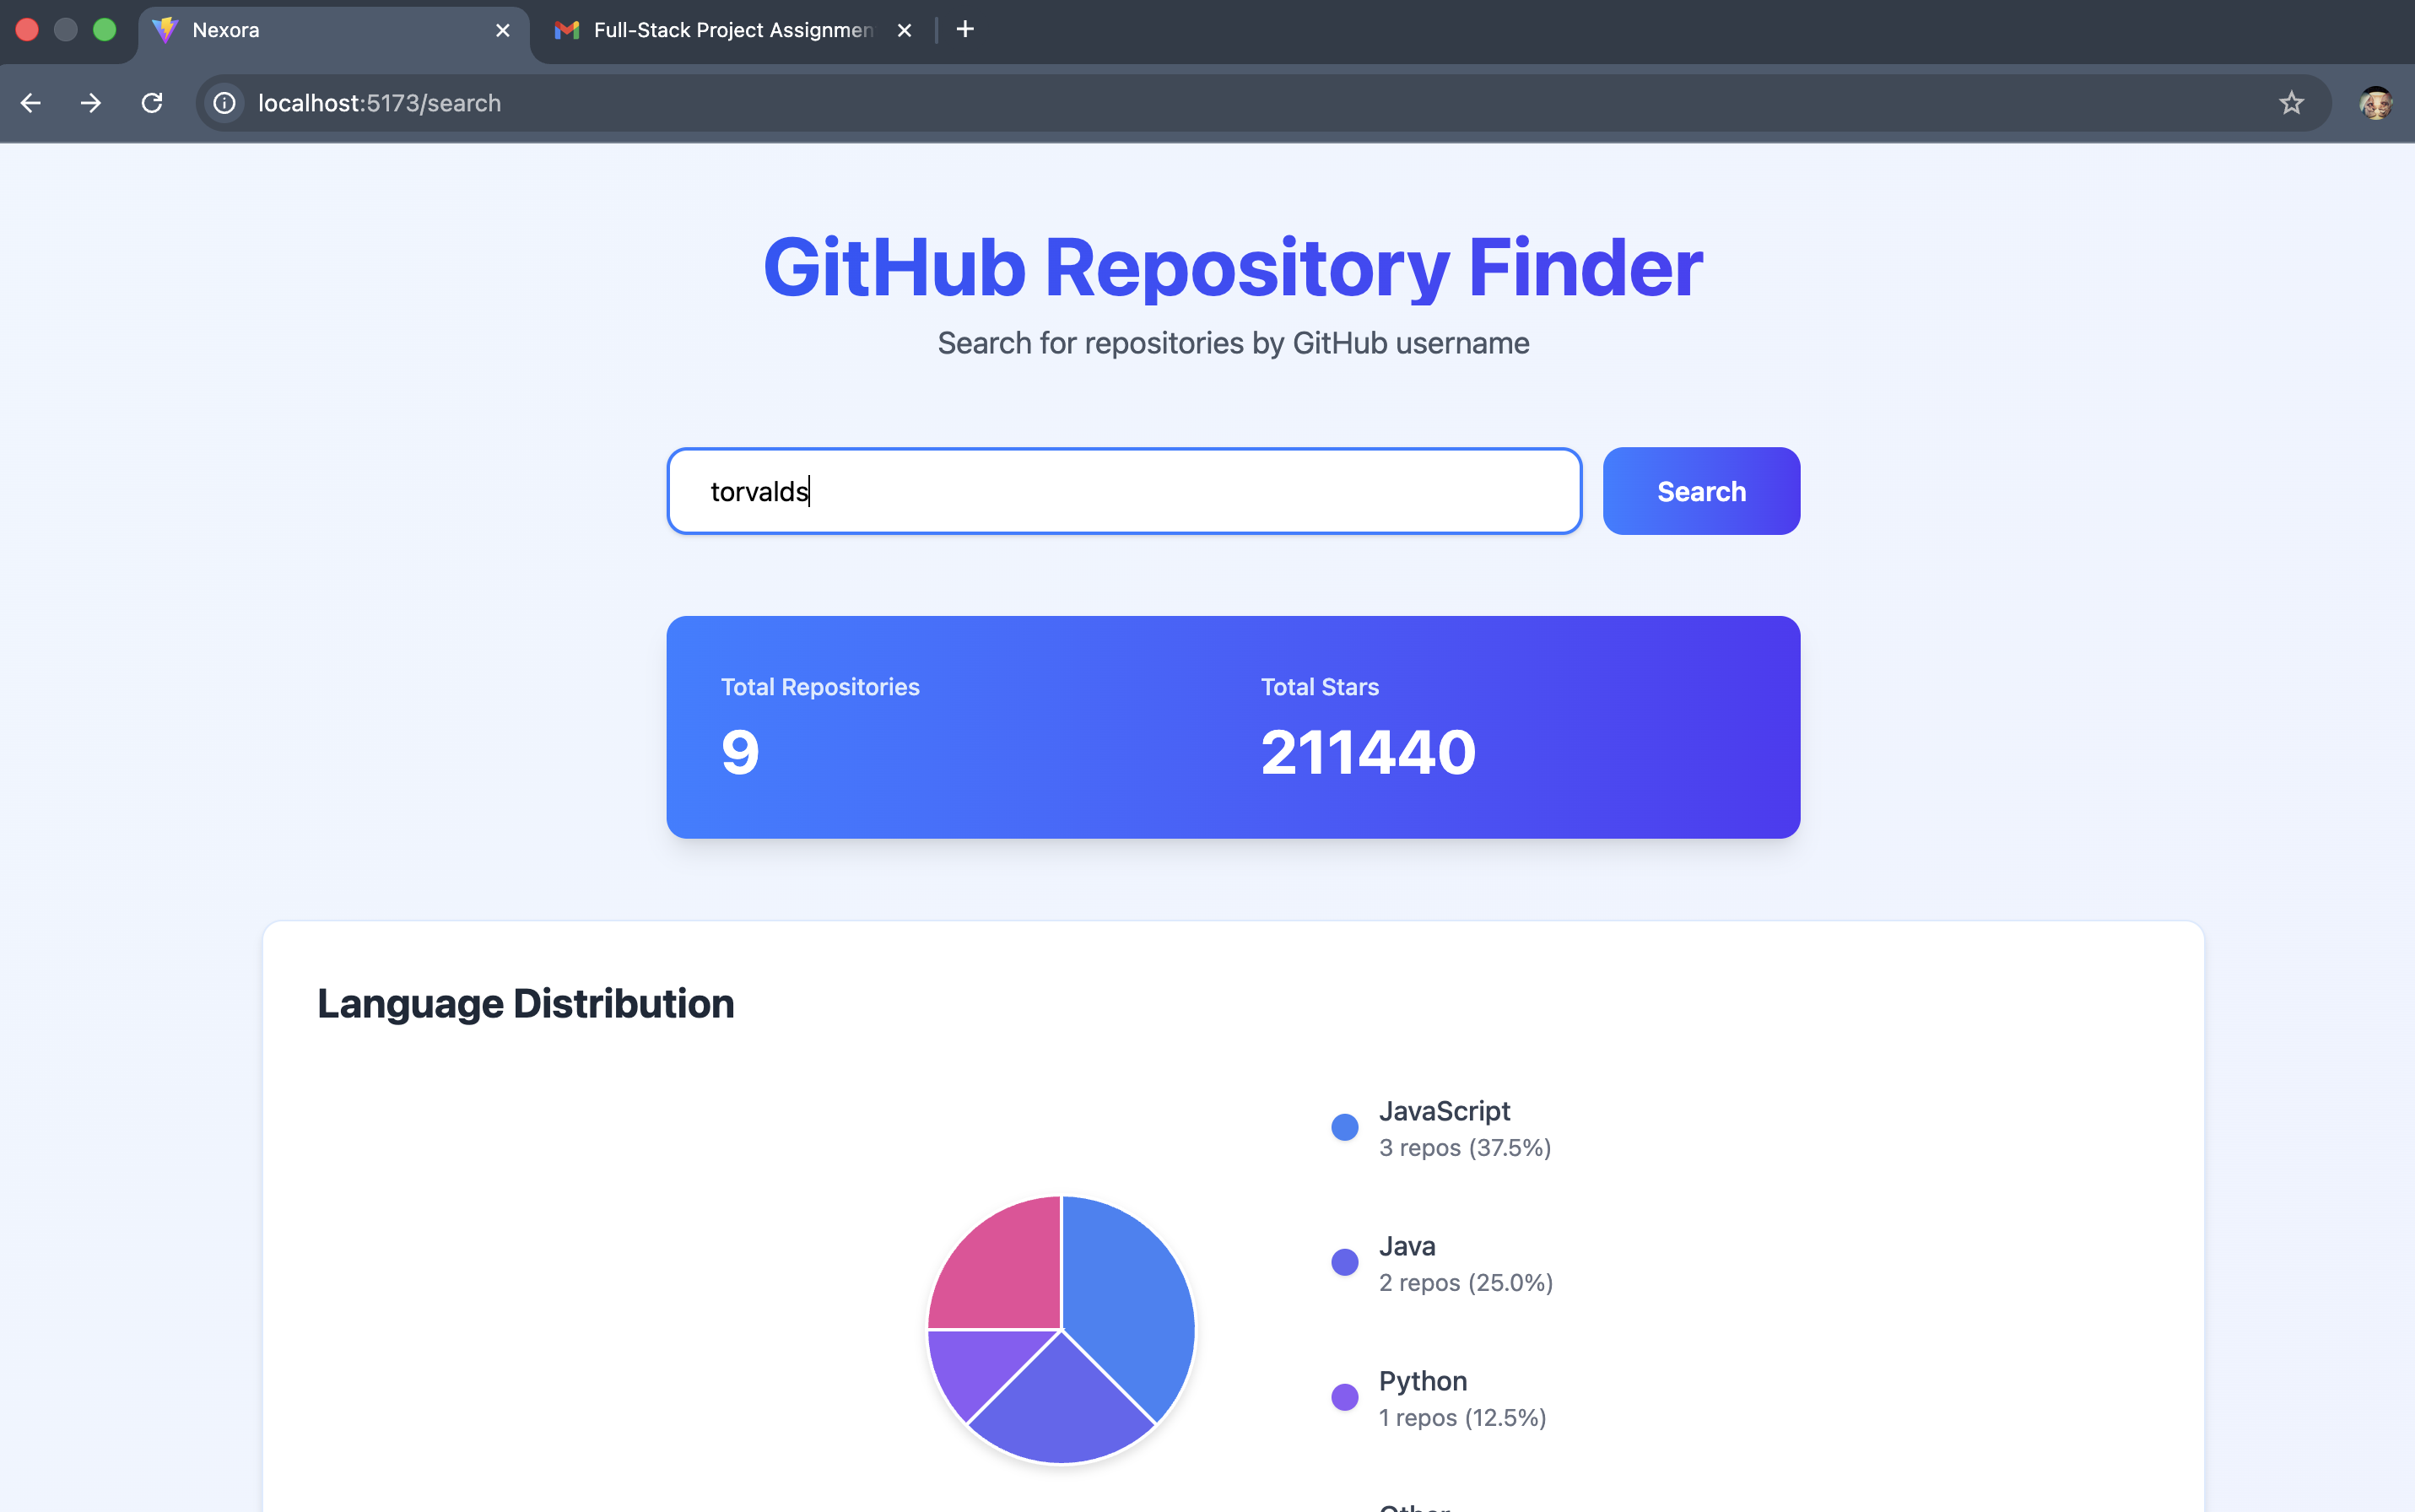 Nexora
Full-Stack Project Assignmen
localhost:5173/search
GitHub Repository Finder
Search for repositories by GitHub username
torvalds
Search
Total Repositories
9
Total Stars
211440
Language Distribution
JavaScript
3 repos (37.5%)
Java
2 repos (25.0%)
Python
1 repos (12.5%)